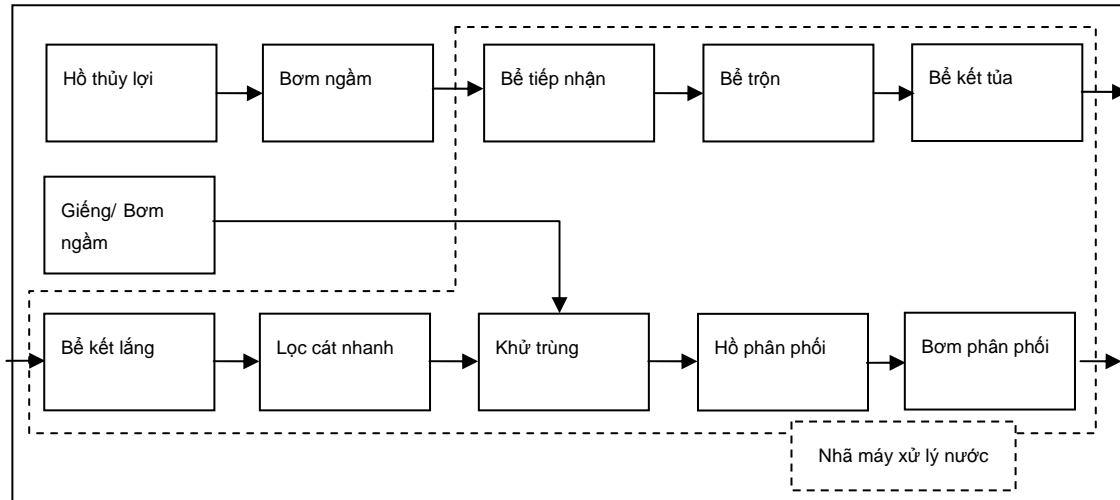 Hồ thủy lợi
Bơm ngầm
Bể tiếp nhận
Bể trộn
Bể kết tủa
Giếng/ Bơm
ngầm
Bể kết lắng
Lọc cát nhanh
Khử trùng
Hồ phân phối
Bơm phân phối
Nhã máy xử lý nước